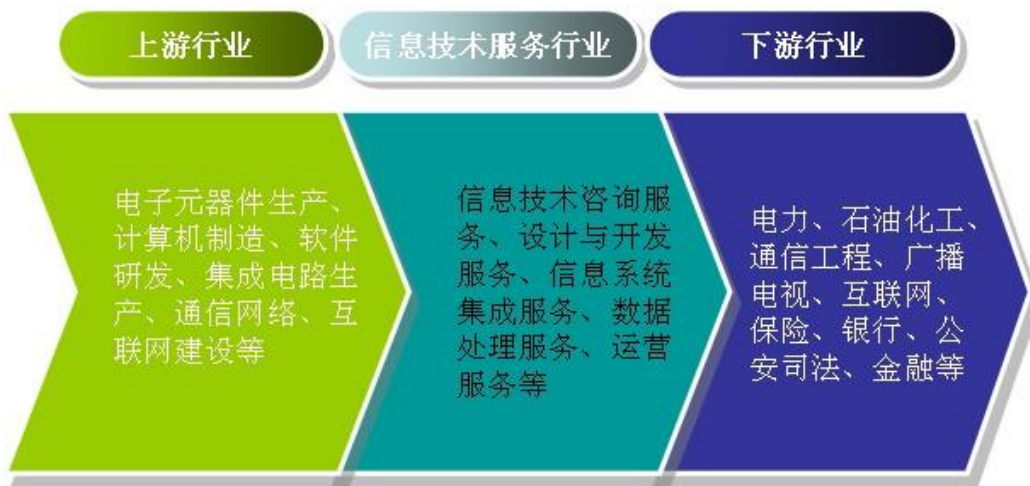 上游行业
信息技术服务行业
下游行业
电子元器件生产、
计算机制造、软件
研发、集成电路生
产、通信网络、互
联网建设等
信息技术咨询服
务、设计与开发
服务、信息系统
集成服务、数据
处理服务、运营
服务等
电力、石油化工、
通信工程、广播
电视、互联网、
保险、银行、公
安司法、金融等